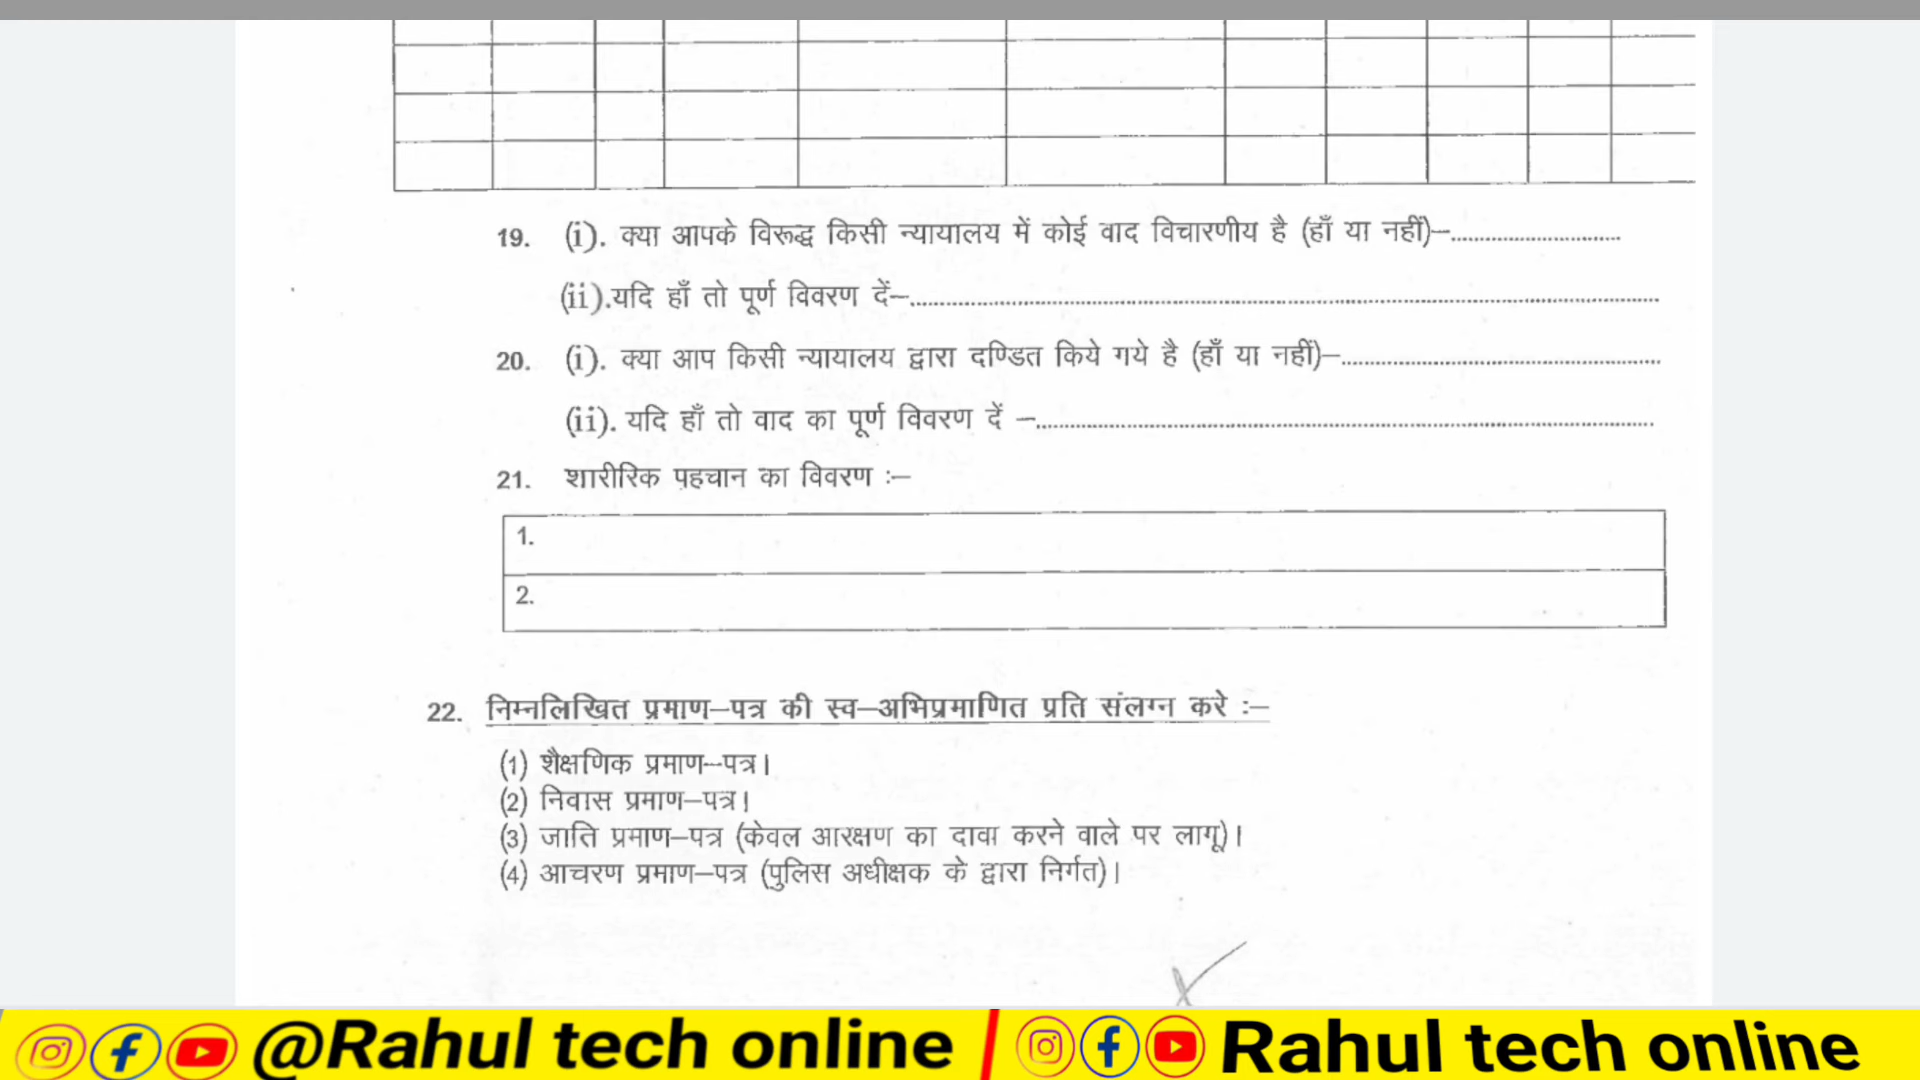 19. (i). क्या आपके विरूद्ध किसी न्यायालय में कोई वाद विचारणीय है (हाँ या नहीं)–............................
(ii).यदि हाँ तो पूर्ण विवरण दें–............................................................................................................................
20. (i). क्या आप किसी न्यायालय द्वारा दण्डित किये गये है (हाँ या नहीं)–.....................................................
(ii). यदि हाँ तो वाद का पूर्ण विवरण दें –.......................................................................................................
21. शारीरिक पहचान का विवरण :–
1.
2.
22. निम्नलिखित प्रमाण–पत्र की स्व–अभिप्रमाणित प्रति संलग्न करे :–
(1) शैक्षणिक प्रमाण–पत्र।
(2) निवास प्रमाण–पत्र।
(3) जाति प्रमाण–पत्र (केवल आरक्षण का दावा करने वाले पर लागू)।
(4) आचरण प्रमाण–पत्र (पुलिस अधीक्षक के द्वारा निर्गत)।
@Rahul tech online Rahul tech online